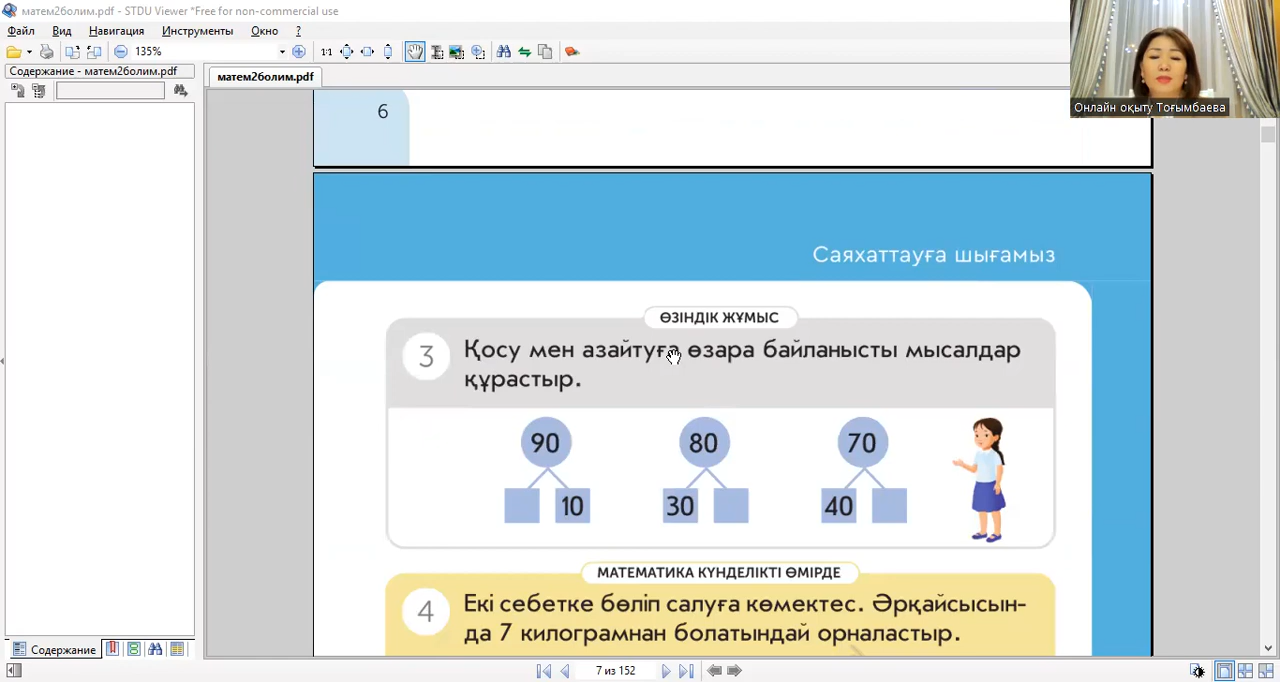 матем2болим.pdf - STDU Viewer *Free for non-commercial use
Файл Вид Навигация Инструменты Окно ?
135%
1:1
Содержание - матем2болим.pdf
матем2болим.pdf
Онлайн оқыту Тоғымбаева
6
Саяхаттауға шығамыз
ӨЗІНДІК ЖҰМЫС
3 Қосу мен азайтуға өзара байланысты мысалдар
құрастыр.
90 80 70
10 30 40
МАТЕМАТИКА КҮНДЕЛІКТІ ӨМІРДЕ
4 Екі себетке бөліп салуға көмектес. Әрқайсысын-
да 7 килограмнан болатындай орналастыр.
Содержание
7 из 152